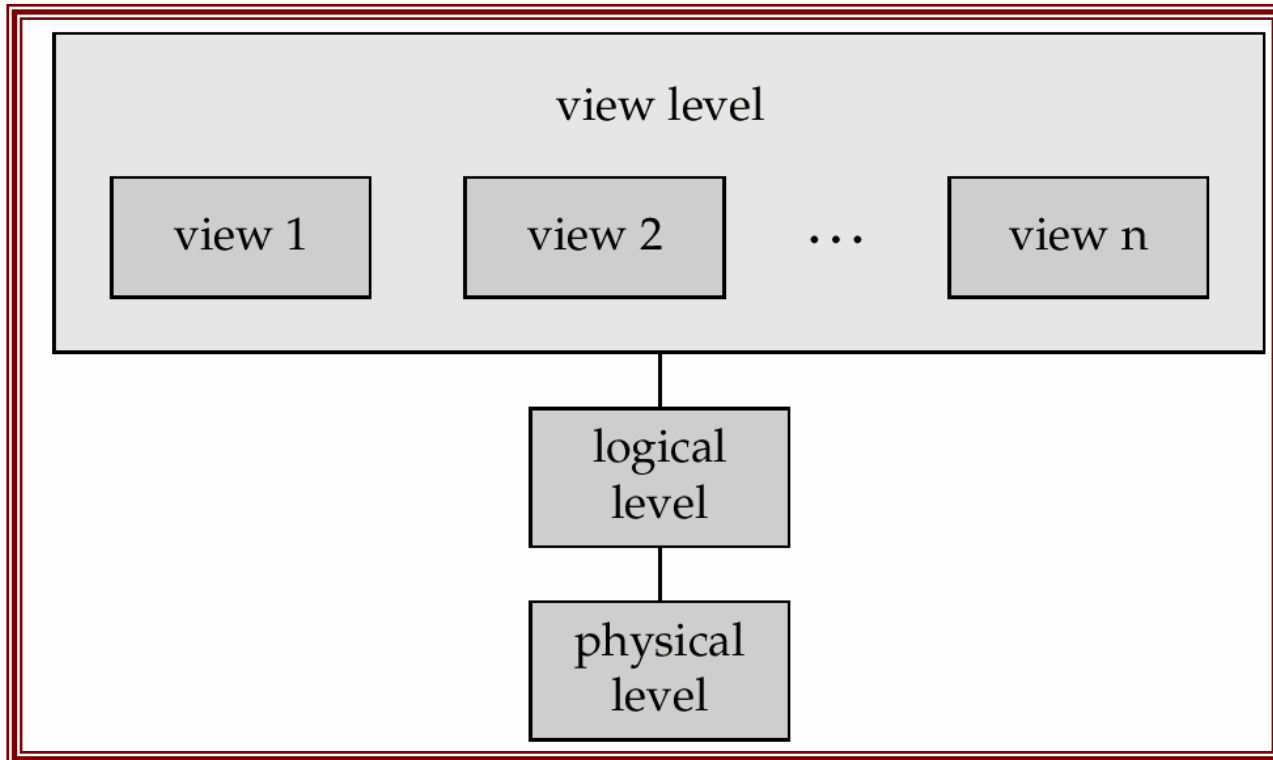 view level
view 1
view 2
...
view n
logical
level
physical
level